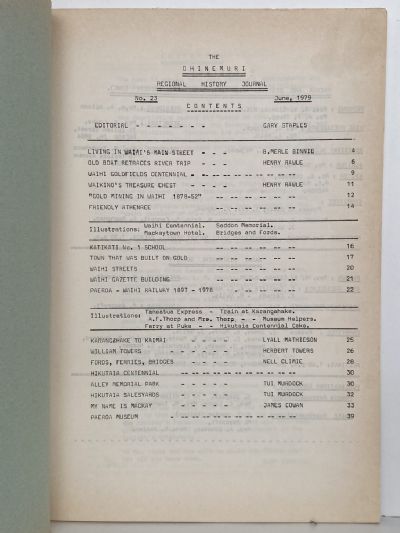 THE
OHINEMURI
REGIONAL HISTORY JOURNAL
No. 23 June, 1979
CONTENTS
EDITORIAL - - - - - - - GARY STAPLES
LIVING IN WAIHI'S MAIN STREET - - - B.MERLE BINNIE 4
OLD BOAT RETRACES RIVER TRIP - - - HENRY RAWLE 6
WAIHI GOLDFIELDS CENTENNIAL - - - - - - - - 9
WAIKINO'S TREASURE CHEST - - - - HENRY RAWLE 11
"GOLD MINING IN WAIHI 1878-52" - - - - - - 12
FRIENDLY ATHENREE - - - - - - 14
Illustrations: Waihi Centennial. Seddon Memorial.
Mackaytown Hotel. Bridges and Fords.
KATIKATI No. 1 SCHOOL - - - - - - 16
TOWN THAT WAS BUILT ON GOLD - - - - - - 17
WAIHI STREETS - - - - - - 20
WAIHI GAZETTE BUILDING - - - - - - 21
PAEROA - WAIHI RAILWAY 1897 - 1978 - - - - - - 22
Illustrations: Taneatua Express - Train at Karangahake.
A.F.Thorp and Mrs. Thorp. - - Museum Helpers.
Ferry at Puke - - Hikutaia Centennial Cake.
KARANGAHAKE TO KAIMAI - - - - - LYALL MATHIESON 25
WILLIAM TOWERS - - - - - HERBERT TOWERS 26
FORDS, FERRIES, BRIDGES - - - - - NELL CLIMIE 28
HIKUTAIA CENTENNIAL - - - - - - - - 30
ALLEY MEMORIAL PARK - - - - - TUI MURDOCK 30
HIKUTAIA SALEYARDS - - - - - TUI MURDOCK 32
MY NAME IS MACKAY - - - - - JAMES COWAN 33
PAEROA MUSEUM - - - - - - - - 39